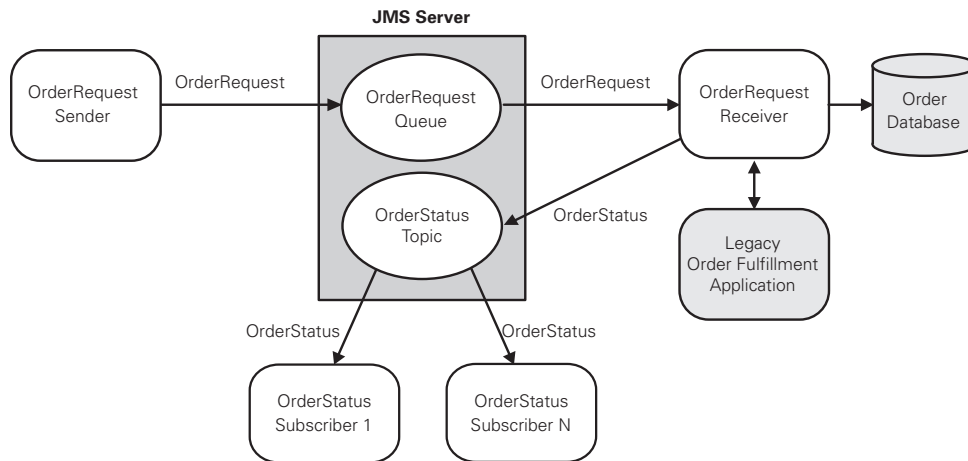 JMS Server
OrderRequest
Sender
OrderRequest
OrderRequest
Queue
OrderRequest
OrderRequest
Receiver
Order
Database
OrderStatus
Topic
OrderStatus
Legacy
Order Fulfillment
Application
OrderStatus
OrderStatus
OrderStatus
Subscriber 1
OrderStatus
Subscriber N